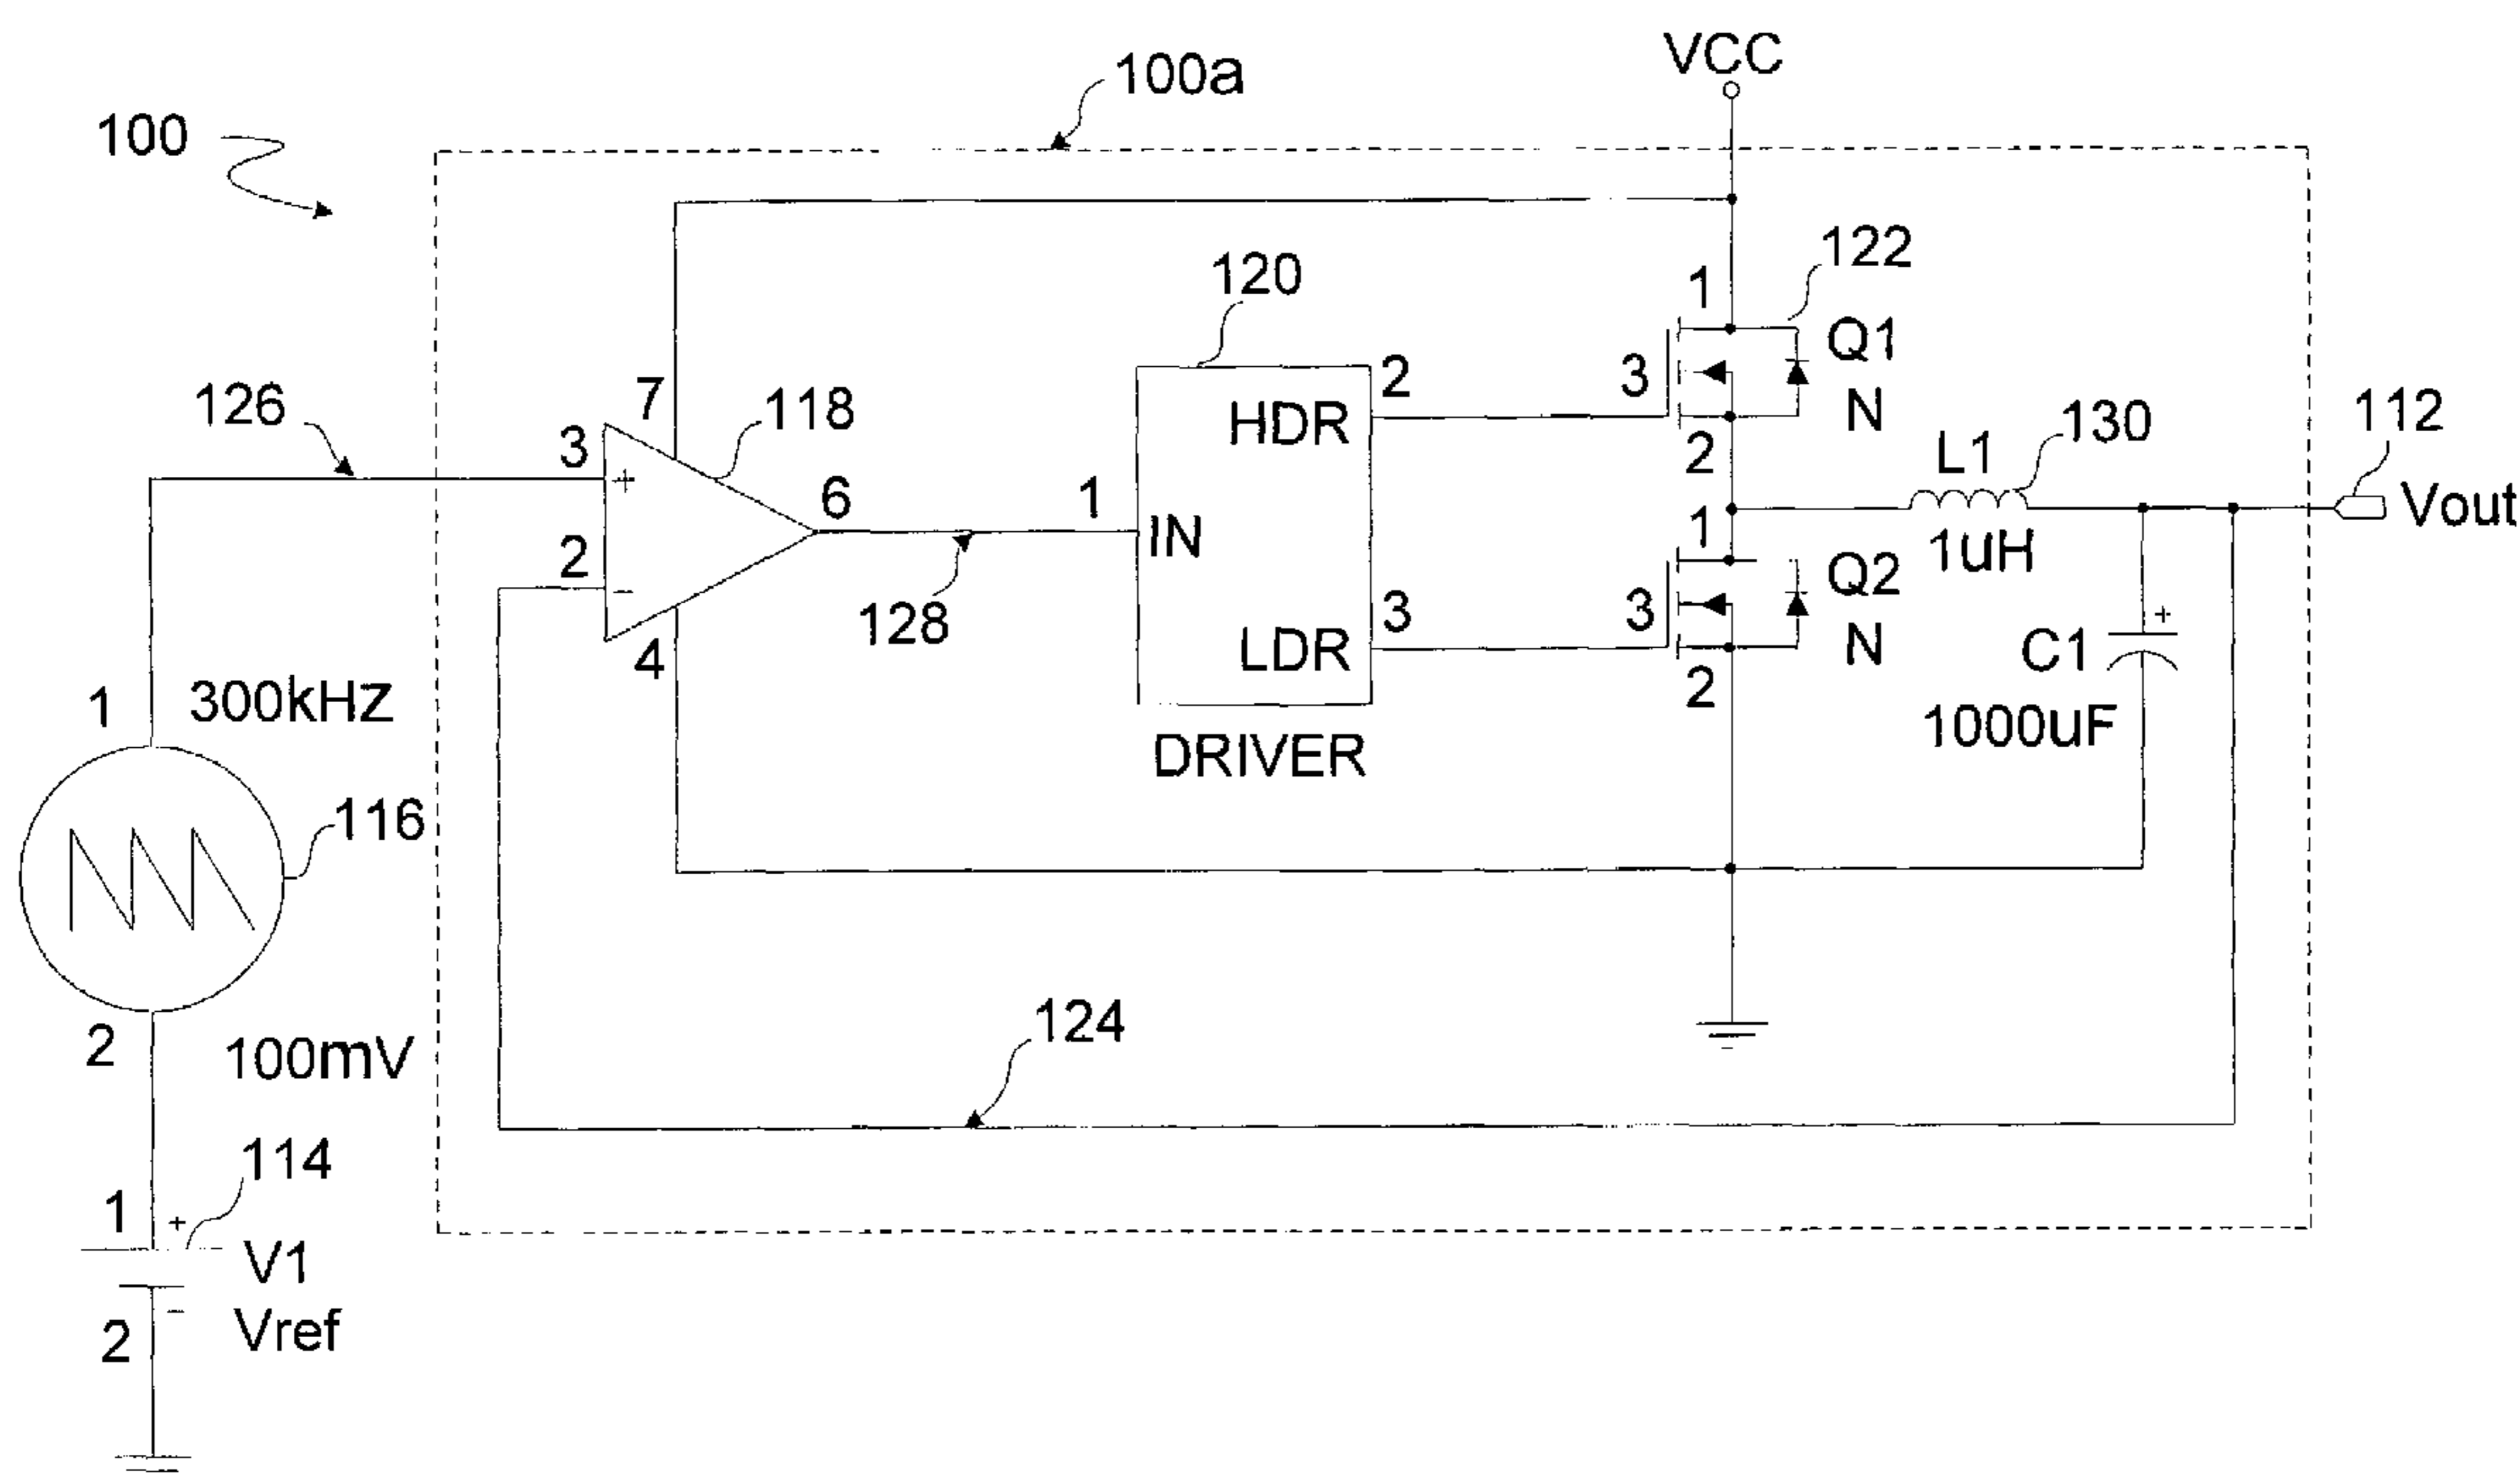 VCC
100a
100
122
120
1
Q1
126
7
118
2
3
N
112
3
HDR
130
2
L1
6
1
Vout
+
2
IN
1
1uH
Q2
-
128
3
3
+
4
LDR
N
C1
1
300kHZ
2
1000uF
DRIVER
116
2
100mV
124
114
1
+
V1
-
2
Vref